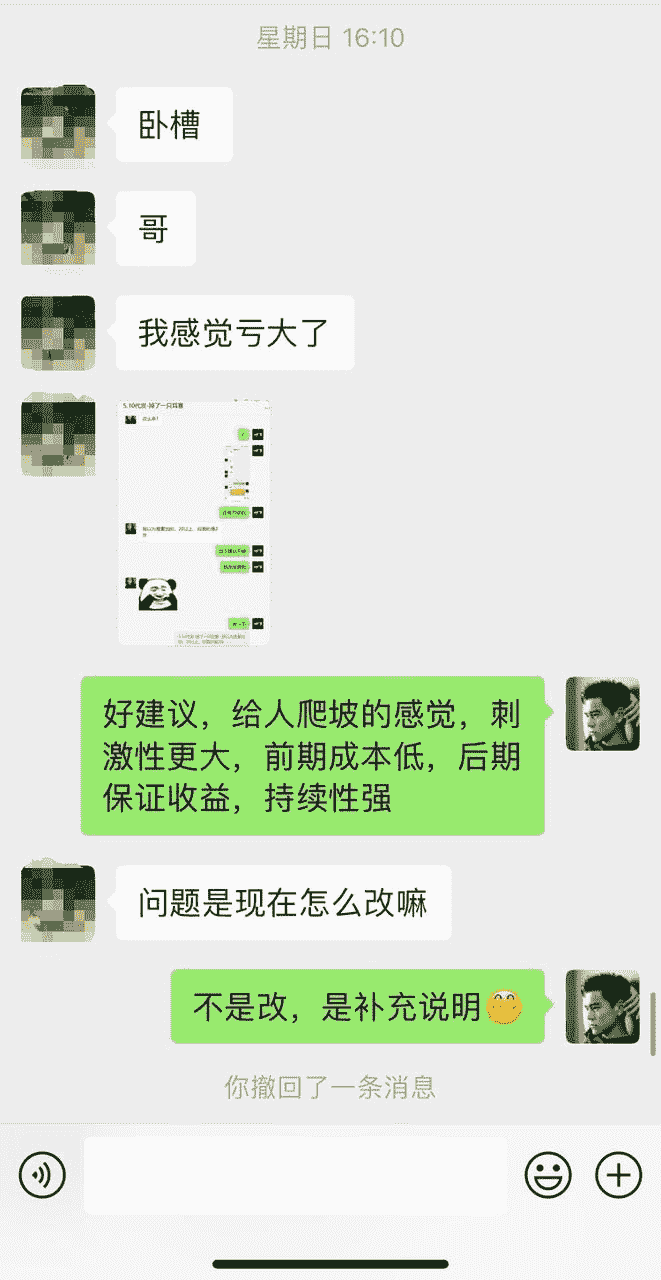 星期日 16:10
卧槽
哥
我感觉亏大了
好建议，给人爬坡的感觉，刺
激性更大，前期成本低，后期
保证收益，持续性强
问题是现在怎么改嘛
不是改，是补充说明
你撤回了一条消息